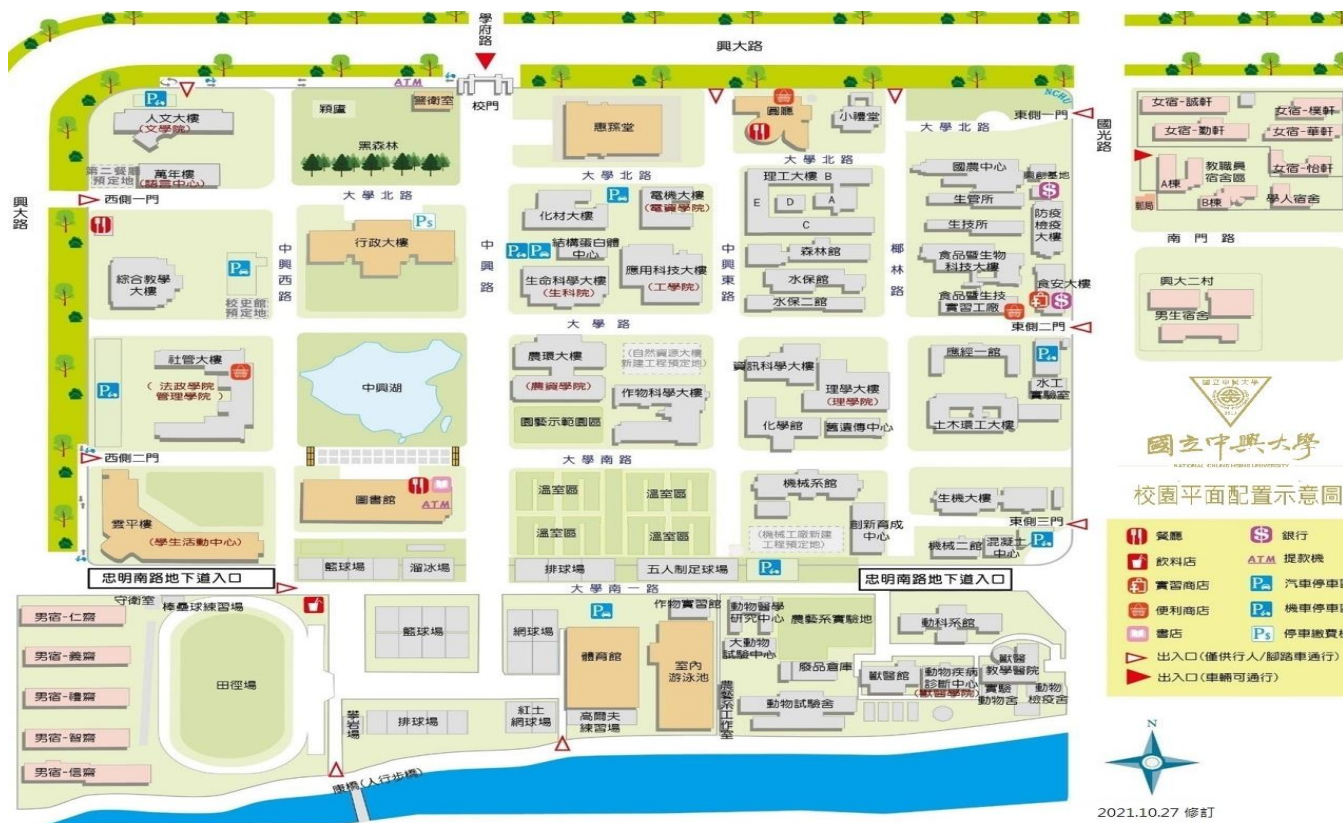 學府路
興大路
ATM
校門
警衛室
穎廬
黑森林
人文大樓
(文學院)
第二餐廳
預定地
萬年樓
(語言中心)
西側一門
興大路
惠蓀堂
圓廳
小禮堂
NCHU
東側一門
國光路
大學北路
大學北路
大學北路
大學北路
女宿-誠軒
女宿-樸軒
女宿-勤軒
女宿-華軒
女宿-怡軒
教職員
宿舍區
A棟
B棟
學人宿舍
郵局
南門路
興大二村
男生宿舍
綜合教學
大樓
校史館
預定地
中興西路
行政大樓
Ps
中興路
化材大樓
電機大樓
(電資學院)
結構蛋白體
中心
生命科學大樓
(生科院)
應用科技大樓
(工學院)
中興東路
理工大樓 B
E
D
A
C
森林館
水保館
水保二館
椰林路
國農中心
興創基地
生管所
生技所
防疫
檢疫
大樓
食品暨生物
科技大樓
食安大樓
食品暨生技
實習工廠
東側二門
大學路
社管大樓
(法政學院
管理學院)
中興湖
農環大樓
(農資學院)
(自然資源大樓
新建工程預定地)
作物科學大樓
園藝示範園區
資訊科學大樓
理學大樓
(理學院)
化學館
舊遺傳中心
應經一館
水工
實驗室
土木環工大樓
西側二門
大學南路
雲平樓
(學生活動中心)
圖書館
ATM
溫室區
溫室區
溫室區
溫室區
機械系館
(機械工廠新建
工程預定地)
創新育成
中心
生機大樓
東側三門
機械二館
混凝土
中心
籃球場
溜冰場
排球場
五人制足球場
忠明南路地下道入口
忠明南路地下道入口
大學南一路
守衛室
棒壘球練習場
男宿-仁齋
男宿-義齋
男宿-禮齋
男宿-智齋
男宿-信齋
田徑場
籃球場
網球場
攀岩場
排球場
紅土
網球場
體育館
高爾夫
練習場
作物實習館
室內
游泳池
動物醫學
研究中心
大動物
試驗中心
農藝系實驗地
廢品倉庫
農藝系工作室
動物試驗舍
動科系館
獸醫館
動物疾病
診斷中心
(獸醫學院)
獸醫
教學醫院
實驗
動物舍
動物
檢疫舍
康橋(人行步橋)
國立中興大學
國立中興大學
NATIONAL CHUNG HSING UNIVERSITY
校園平面配置示意圖
餐廳
銀行
飲料店
ATM 提款機
實習商店
汽車停車
便利商店
機車停車
書店
Ps 停車繳費
出入口(僅供行人/腳踏車通行)
出入口(車輛可通行)
N
2021.10.27 修訂